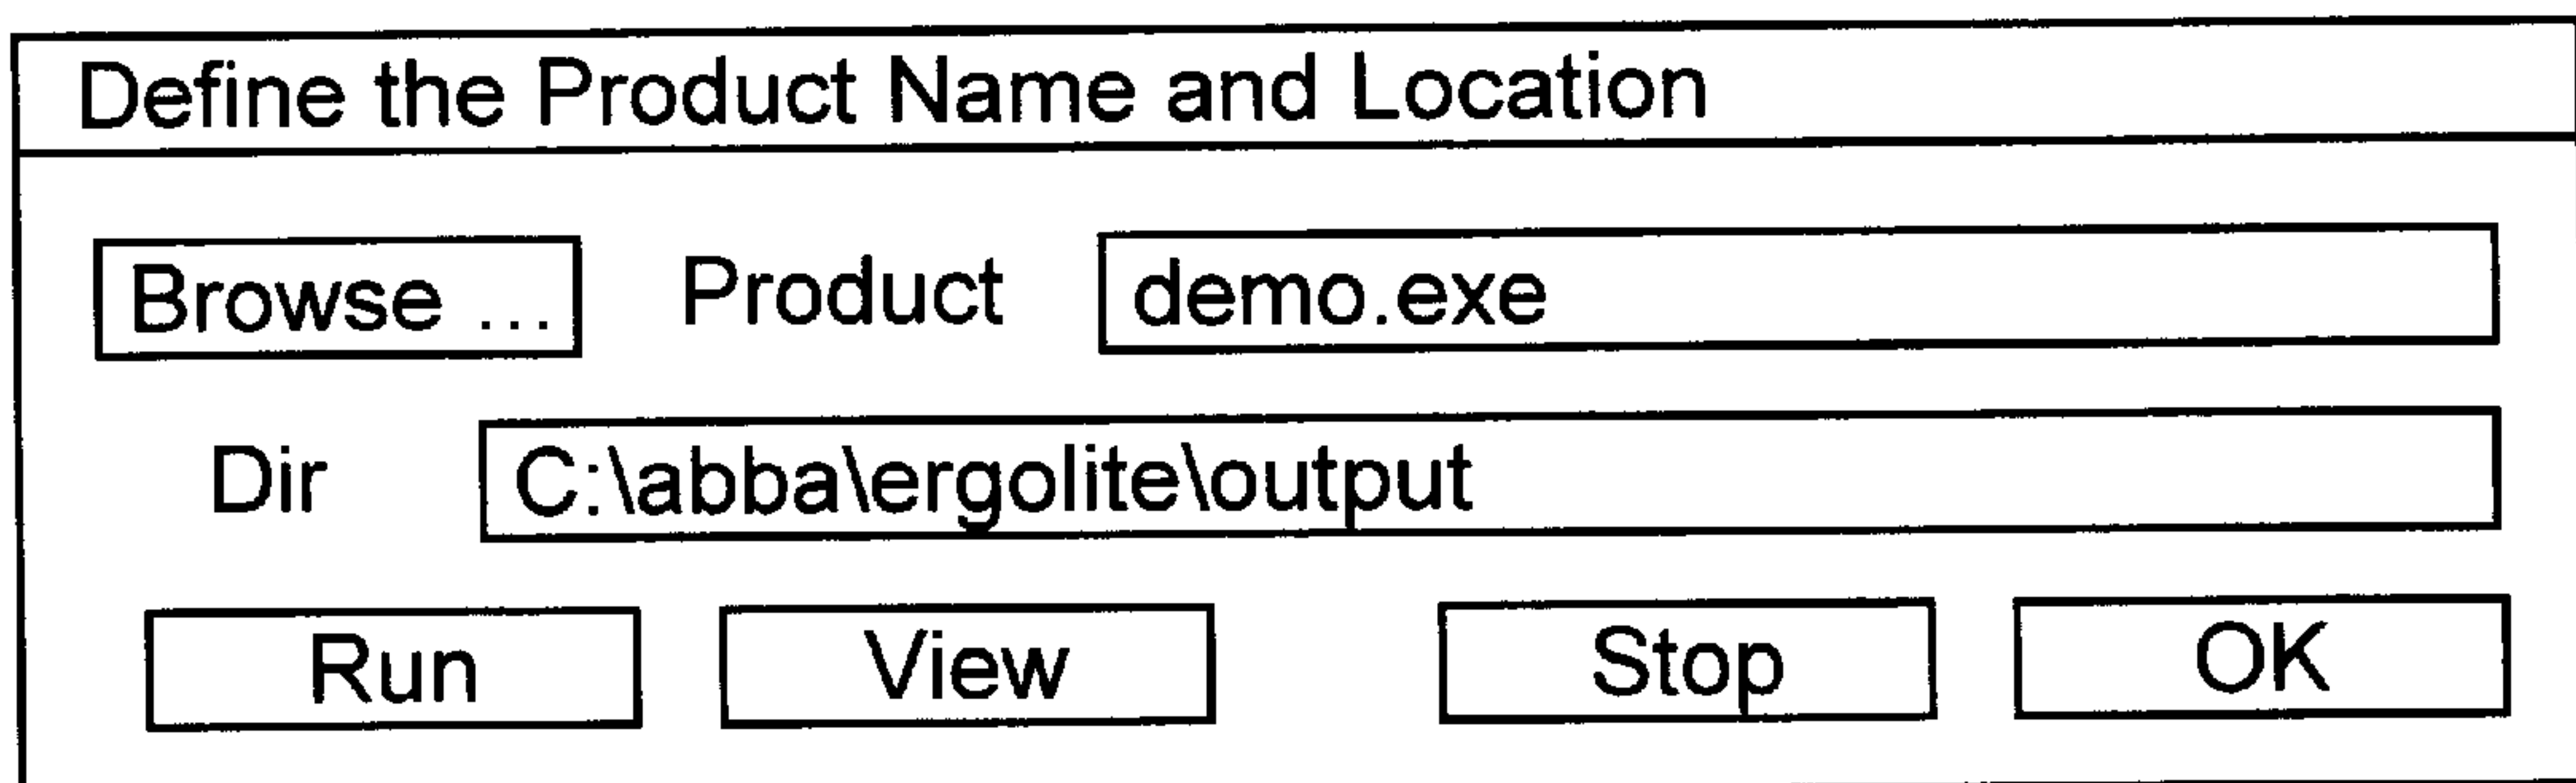 Define the Product Name and Location
Browse ... Product demo.exe
Dir C:\abba\ergolite\output
Run View Stop OK